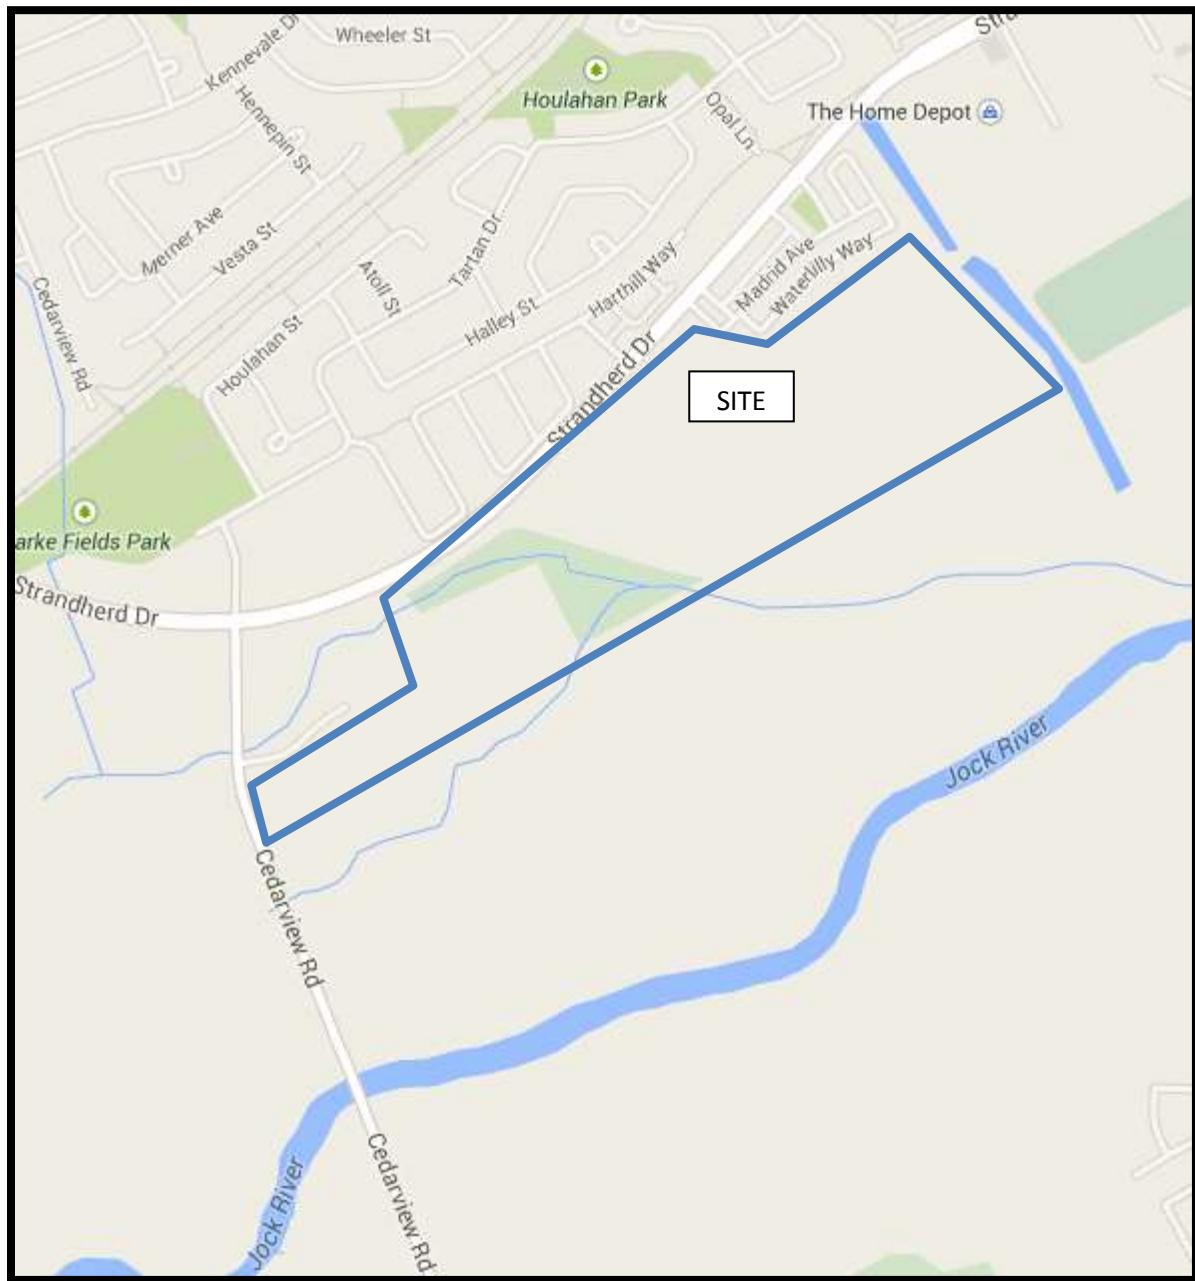 Stra
Wheeler St
Kennevale Dr
Houlahan Park
Hennepin St
Opal Ln
The Home Depot
Merner Ave
Vesta St
Tartan Dr
Atoll St
Madrid Ave
Waterlilly Way
Harthill Way
Cedarview Rd
Halley St
Houlahan St
Strandherd Dr
SITE
arke Fields Park
Strandherd Dr
Jock River
Cedarview Rd
Jock River
Cedarview Rd